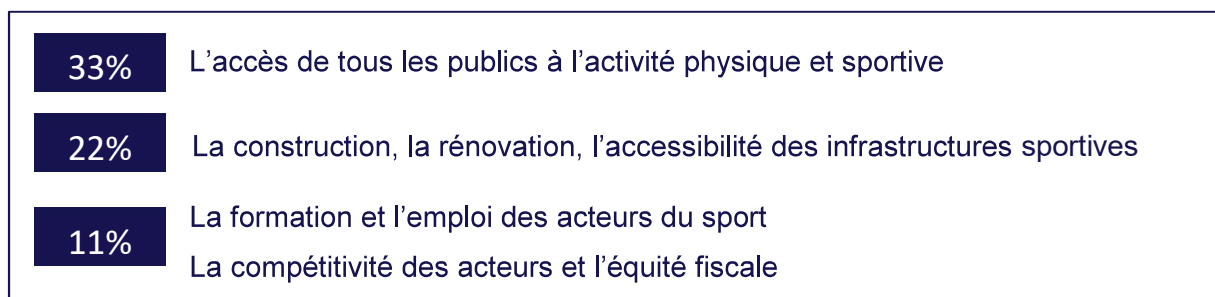 33% L’accès de tous les publics à l’activité physique et sportive
22% La construction, la rénovation, l’accessibilité des infrastructures sportives
11% La formation et l’emploi des acteurs du sport
La compétitivité des acteurs et l’équité fiscale